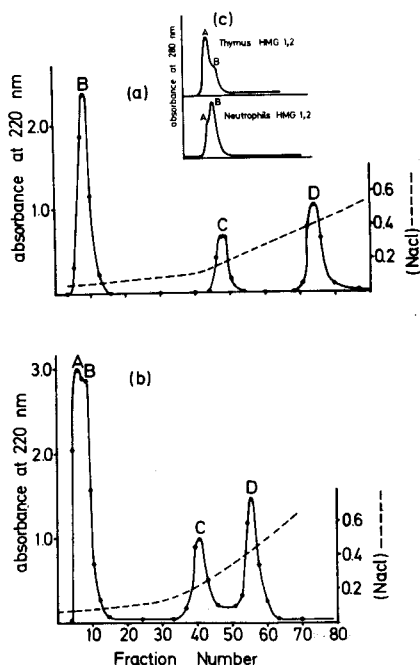 (c)
A
B
Thymus HMG 1,2
absorbance at 280 nm
B
A
Neutrophils HMG 1,2
(a)
B
absorbance at 220 nm
2.0
1.0
C
D
0.6
0.4
0.2
(Nacl) ----
(b)
A B
absorbance at 220 nm
3.0
2.0
1.0
C
D
0.6
0.4
0.2
(Nacl) ----
10 20 30 40 50 60 70 80
Fraction Number